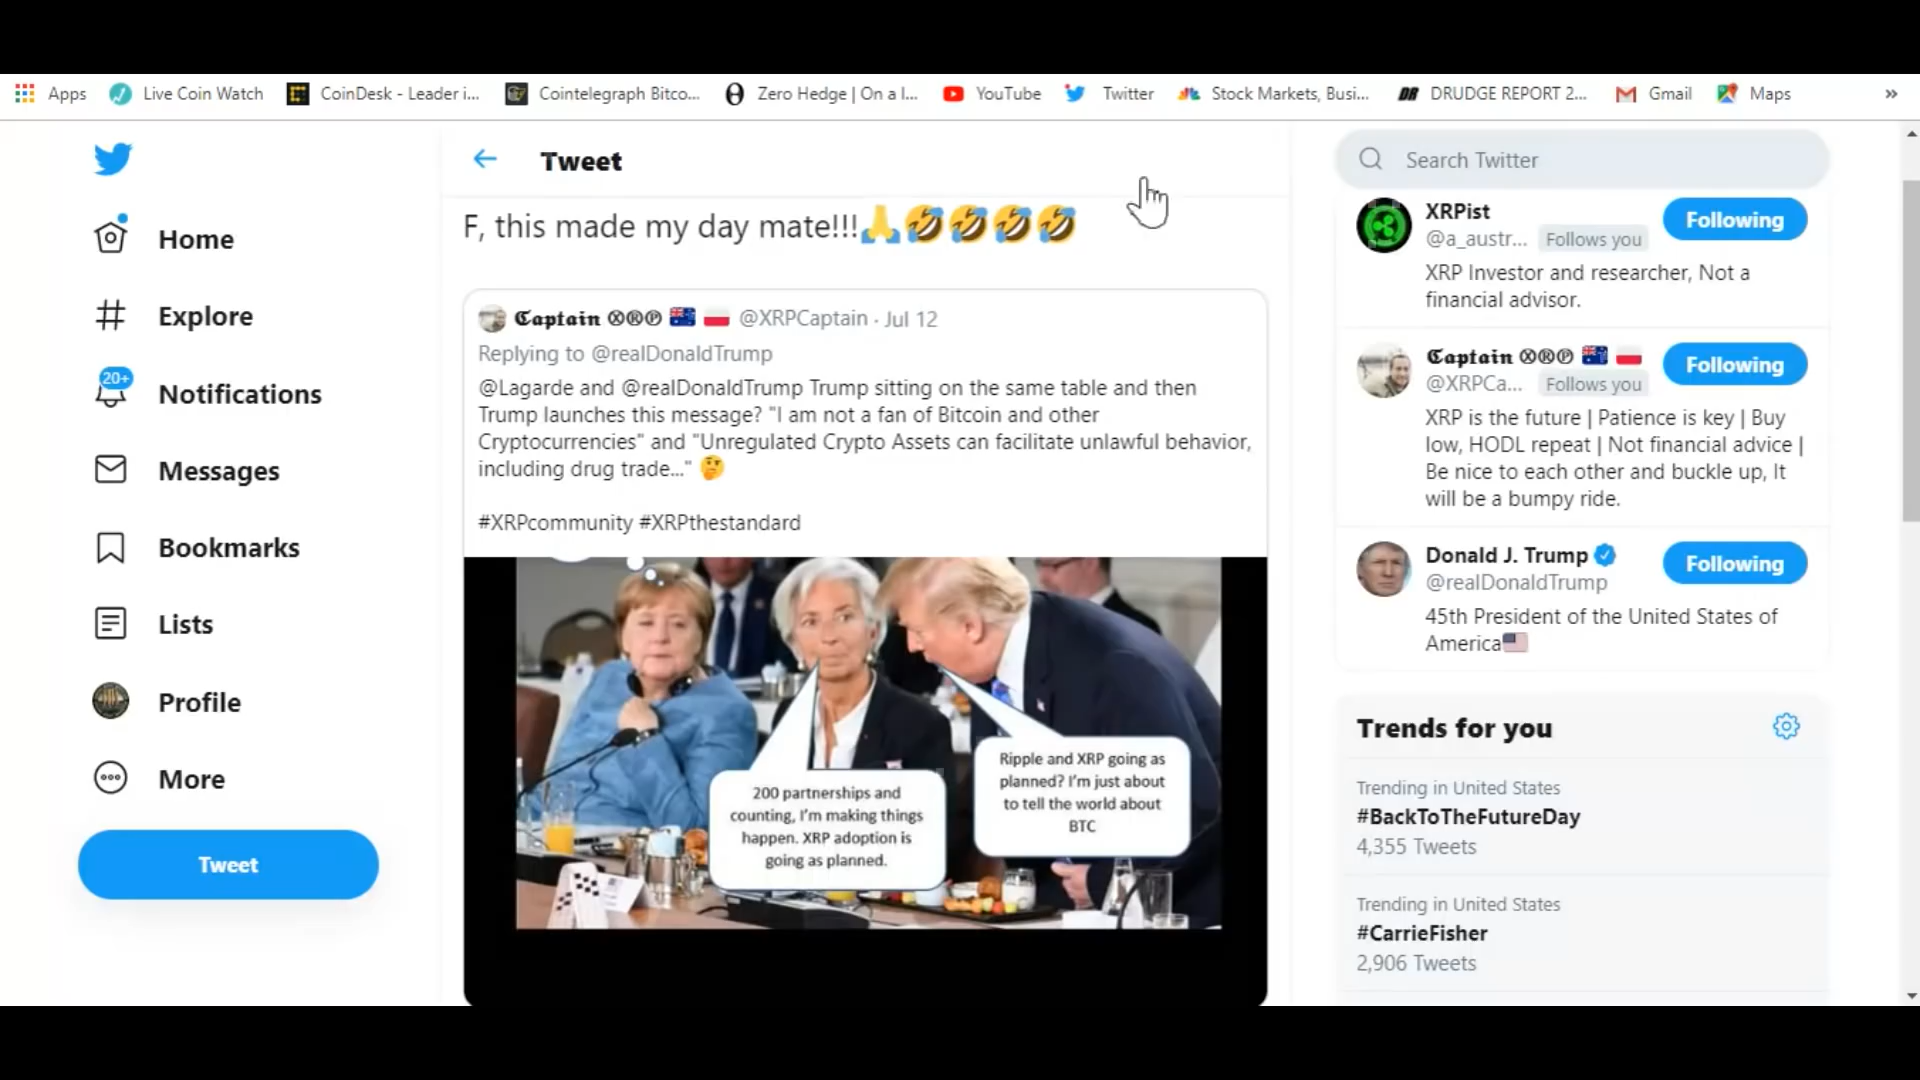 Apps Live Coin Watch CoinDesk - Leader i... Cointelegraph Bitco... Zero Hedge | On a l... YouTube Twitter Stock Markets, Busi... DRUDGE REPORT 2... Gmail Maps »
Home
Explore
20+
Notifications
Messages
Bookmarks
Lists
Profile
More
Tweet
Tweet
F, this made my day mate!!!🙏🤣🤣🤣🤣
𝕮𝖆𝖕𝖙𝖆𝖎𝖓 ⓍⓇⓅ 🇦🇺 🇵🇱 @XRPCaptain · Jul 12
Replying to @realDonaldTrump
@Lagarde and @realDonaldTrump Trump sitting on the same table and then
Trump launches this message? "I am not a fan of Bitcoin and other
Cryptocurrencies" and "Unregulated Crypto Assets can facilitate unlawful behavior,
including drug trade..." 🤔
#XRPcommunity #XRPthestandard
200 partnerships and
counting, I'm making things
happen. XRP adoption is
going as planned.
Ripple and XRP going as
planned? I'm just about
to tell the world about
BTC
Search Twitter
XRPist
@a_austr... Follows you
Following
XRP Investor and researcher, Not a
financial advisor.
𝕮𝖆𝖕𝖙𝖆𝖎𝖓 ⓍⓇⓅ 🇦🇺 🇵🇱
@XRPCa... Follows you
Following
XRP is the future | Patience is key | Buy
low, HODL repeat | Not financial advice |
Be nice to each other and buckle up, It
will be a bumpy ride.
Donald J. Trump
@realDonaldTrump
Following
45th President of the United States of
America🇺🇸
Trends for you
Trending in United States
#BackToTheFutureDay
4,355 Tweets
Trending in United States
#CarrieFisher
2,906 Tweets